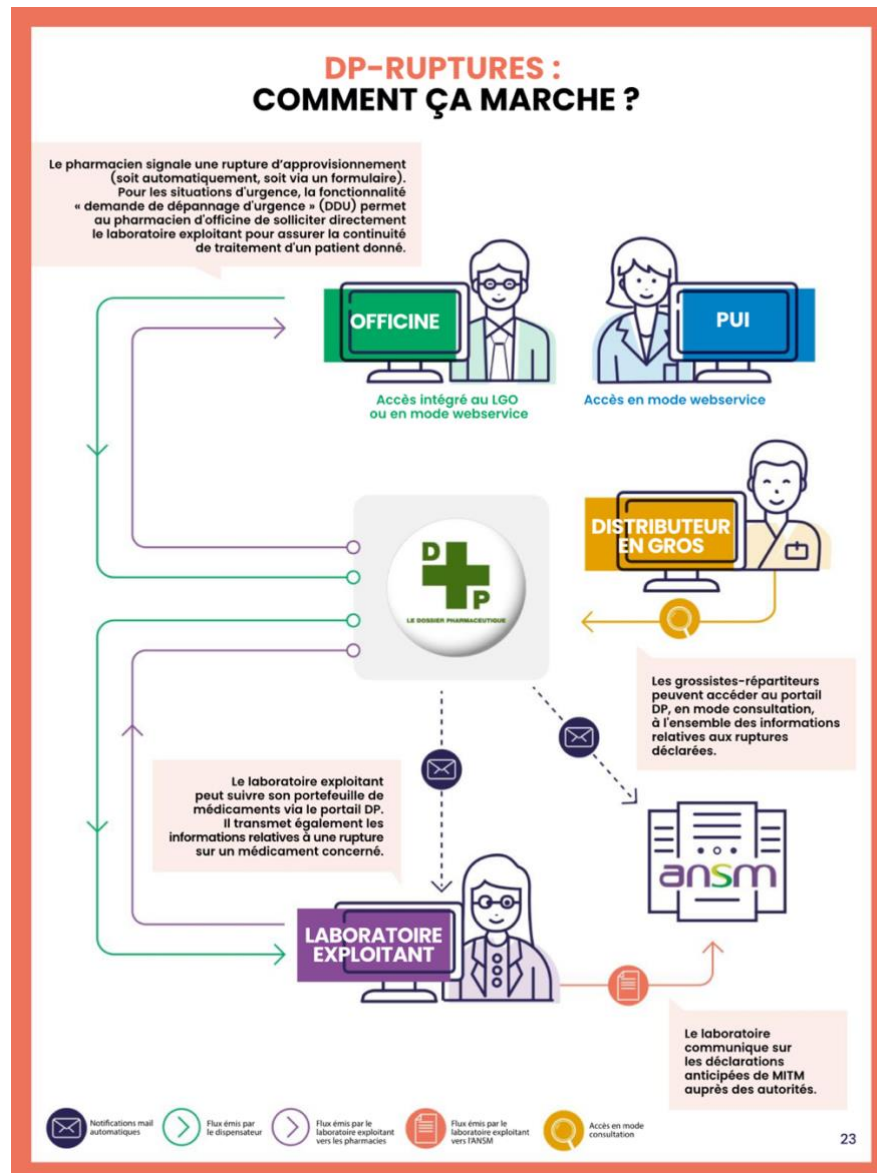 DP-RUPTURES :
COMMENT ÇA MARCHE ?
Le pharmacien signale une rupture d'approvisionnement
(soit automatiquement, soit via un formulaire).
Pour les situations d'urgence, la fonctionnalité
« demande de dépannage d'urgence » (DDU) permet
au pharmacien d'officine de solliciter directement
le laboratoire exploitant pour assurer la continuité
de traitement d'un patient donné.
OFFICINE
PUI
Accès intégré au LGO
ou en mode webservice
Accès en mode webservice
DISTRIBUTEUR
EN GROS
D
P
LE DOSSIER PHARMACEUTIQUE
Les grossistes-répartiteurs
peuvent accéder au portail
DP, en mode consultation,
à l'ensemble des informations
relatives aux ruptures
déclarées.
Le laboratoire exploitant
peut suivre son portefeuille de
médicaments via le portail DP.
Il transmet également les
informations relatives à une rupture
sur un médicament concerné.
ansm
LABORATOIRE
EXPLOITANT
Le laboratoire
communique sur
les déclarations
anticipées de MITM
auprès des autorités.
Notifications mail
automatiques
Flux émis par
le dispensateur
Flux émis par le
laboratoire exploitant
vers les pharmacies
Flux émis par le
laboratoire exploitant
vers l'ANSM
Accès en mode
consultation
23